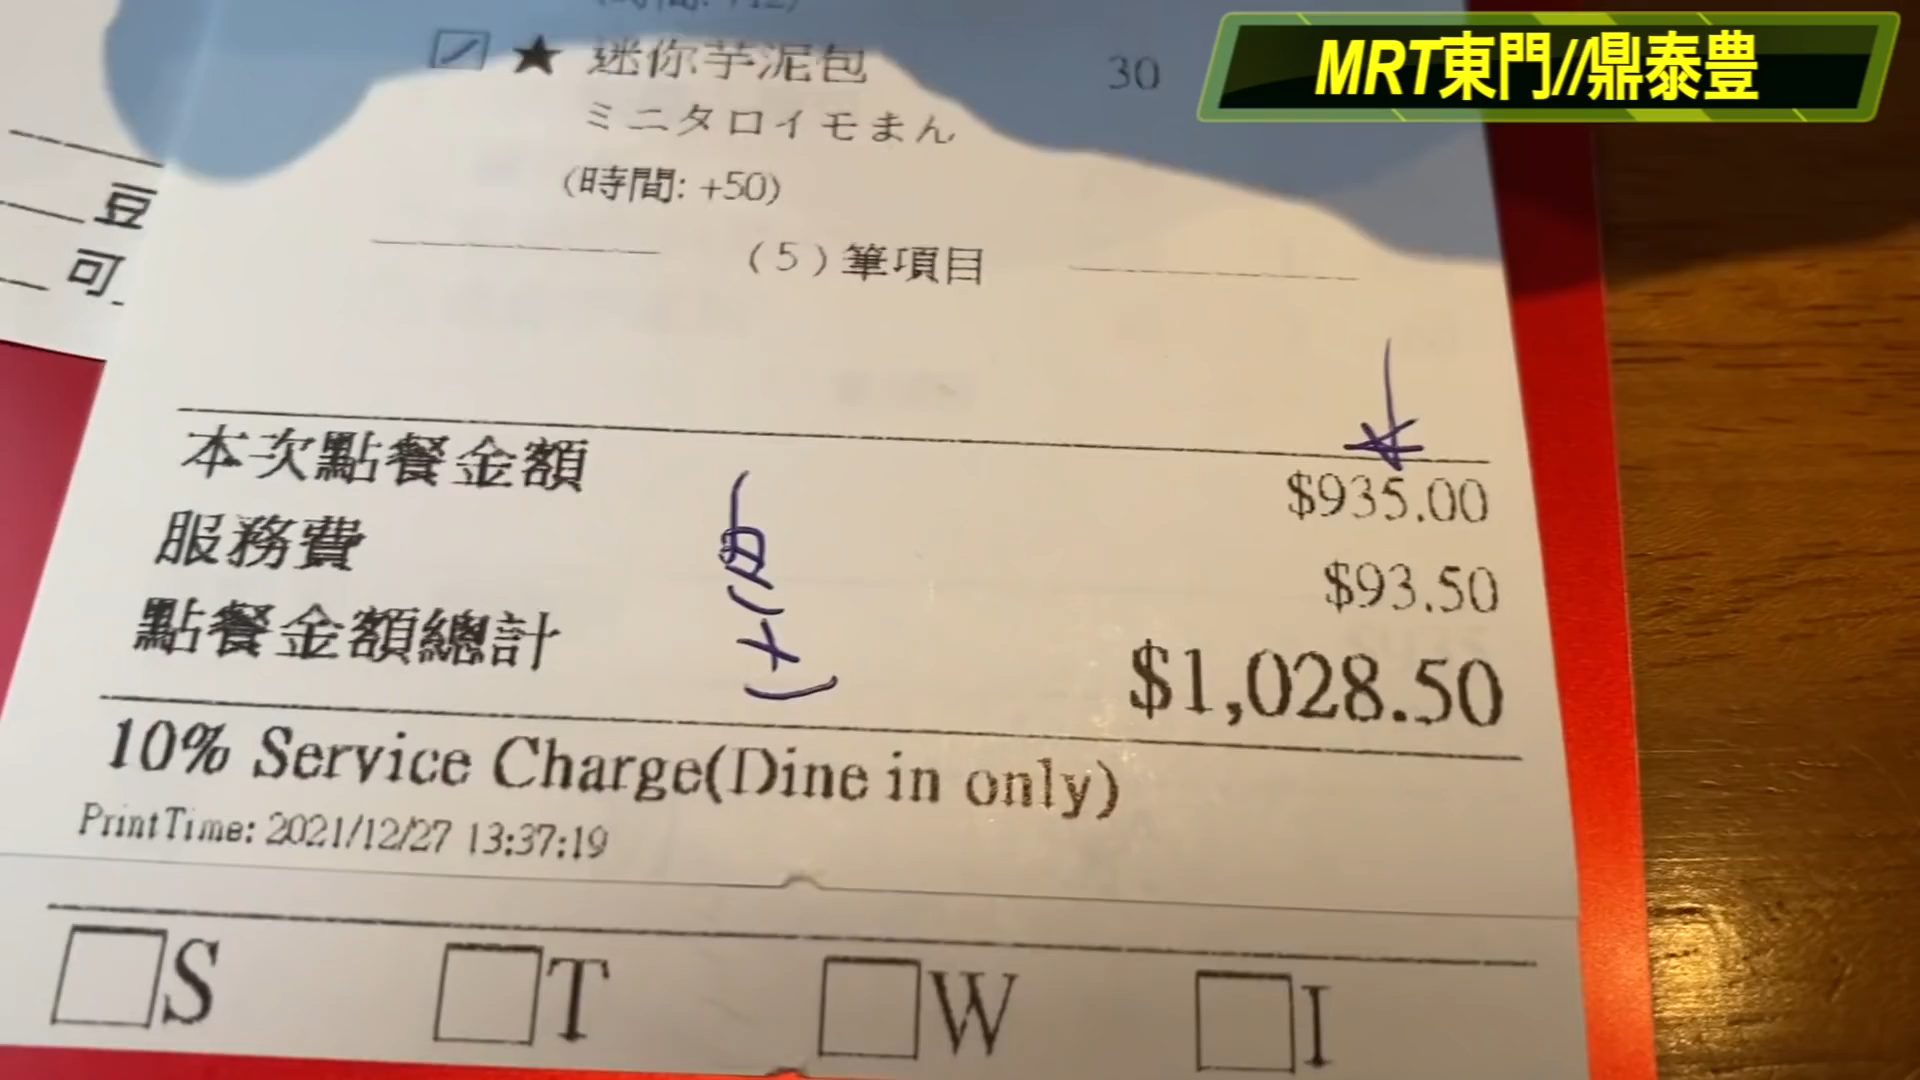 MRT東門//鼎泰豊
★ 迷你芋泥包 30
ミニタロイモまん
(時間: +50)
(5)筆項目
豆
可
本次點餐金額 $935.00
服務費 $93.50
點餐金額總計 $1,028.50
10% Service Charge(Dine in only)
PrintTime: 2021/12/27 13:37:19
S T W I